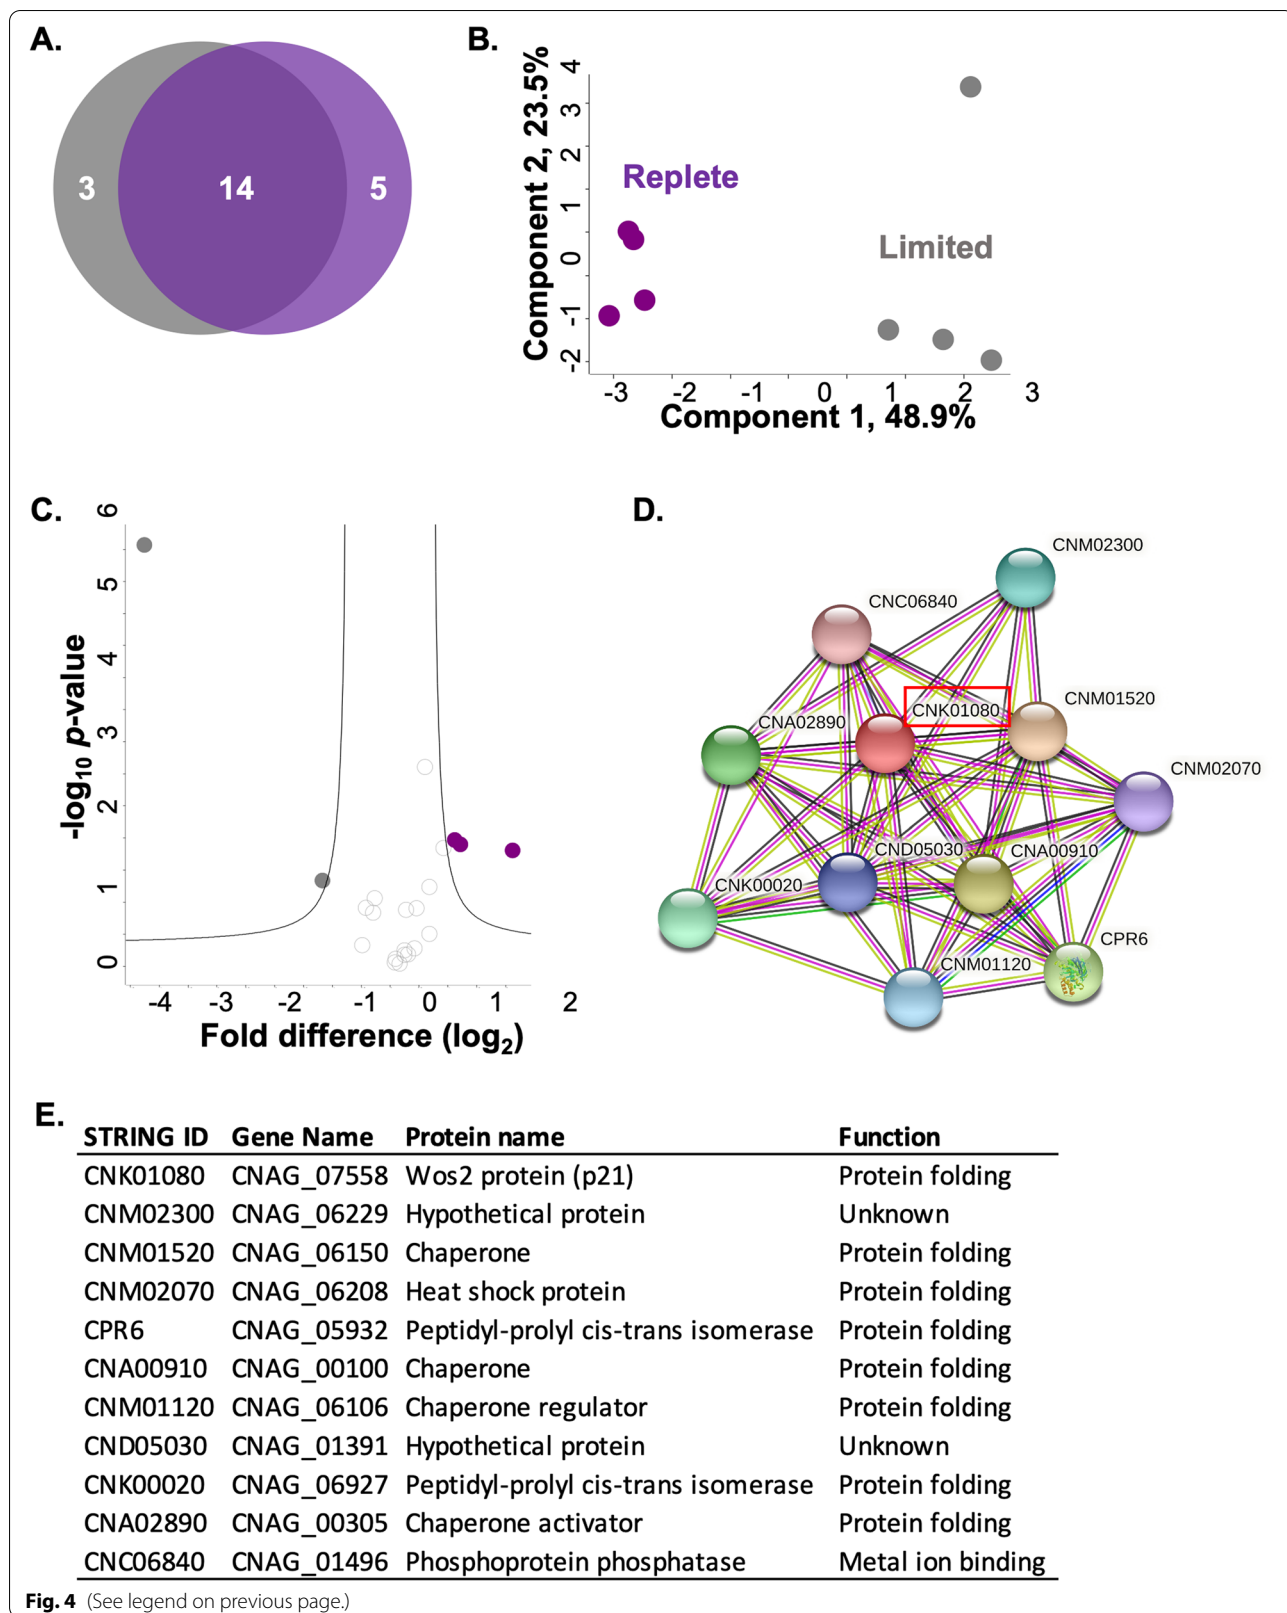 A.
3
14
5
B.
Component 2, 23.5%
4
3
2
1
0
-1
-2
Replete
Limited
-3 -2 -1 0 1 2 3
Component 1, 48.9%
C.
-log10 p-value
6
5
4
3
2
1
0
-4 -3 -2 -1 0 1 2
Fold difference (log2)
D.
CNM02300
CNC06840
CNM01520
CNK01080
CNA02890
CNM02070
CND05030
CNA00910
CNK00020
CPR6
CNM01120
E.
STRING ID Gene Name Protein name Function
CNK01080 CNAG_07558 Wos2 protein (p21) Protein folding
CNM02300 CNAG_06229 Hypothetical protein Unknown
CNM01520 CNAG_06150 Chaperone Protein folding
CNM02070 CNAG_06208 Heat shock protein Protein folding
CPR6 CNAG_05932 Peptidyl-prolyl cis-trans isomerase Protein folding
CNA00910 CNAG_00100 Chaperone Protein folding
CNM01120 CNAG_06106 Chaperone regulator Protein folding
CND05030 CNAG_01391 Hypothetical protein Unknown
CNK00020 CNAG_06927 Peptidyl-prolyl cis-trans isomerase Protein folding
CNA02890 CNAG_00305 Chaperone activator Protein folding
CNC06840 CNAG_01496 Phosphoprotein phosphatase Metal ion binding
Fig. 4 (See legend on previous page.)